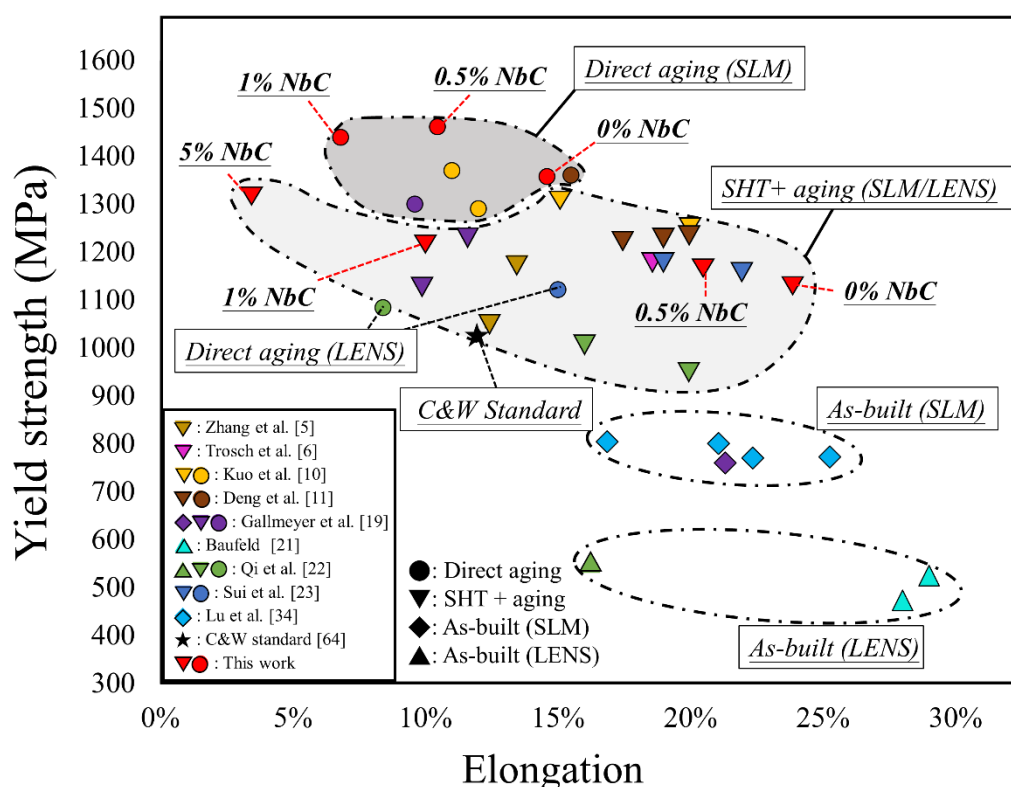 1600
1500
1400
1300
1200
1100
1000
900
800
700
600
500
400
300
Yield strength (MPa)
1% NbC
0.5% NbC
Direct aging (SLM)
0% NbC
5% NbC
SHT+ aging (SLM/LENS)
1% NbC
0.5% NbC
0% NbC
Direct aging (LENS)
C&W Standard
As-built (SLM)
As-built (LENS)
: Zhang et al. [5]
: Trosch et al. [6]
: Kuo et al. [10]
: Deng et al. [11]
: Gallmeyer et al. [19]
: Baufeld [21]
: Qi et al. [22]
: Sui et al. [23]
: Lu et al. [34]
: C&W standard [64]
: This work
: Direct aging
: SHT + aging
: As-built (SLM)
: As-built (LENS)
0% 5% 10% 15% 20% 25% 30%
Elongation